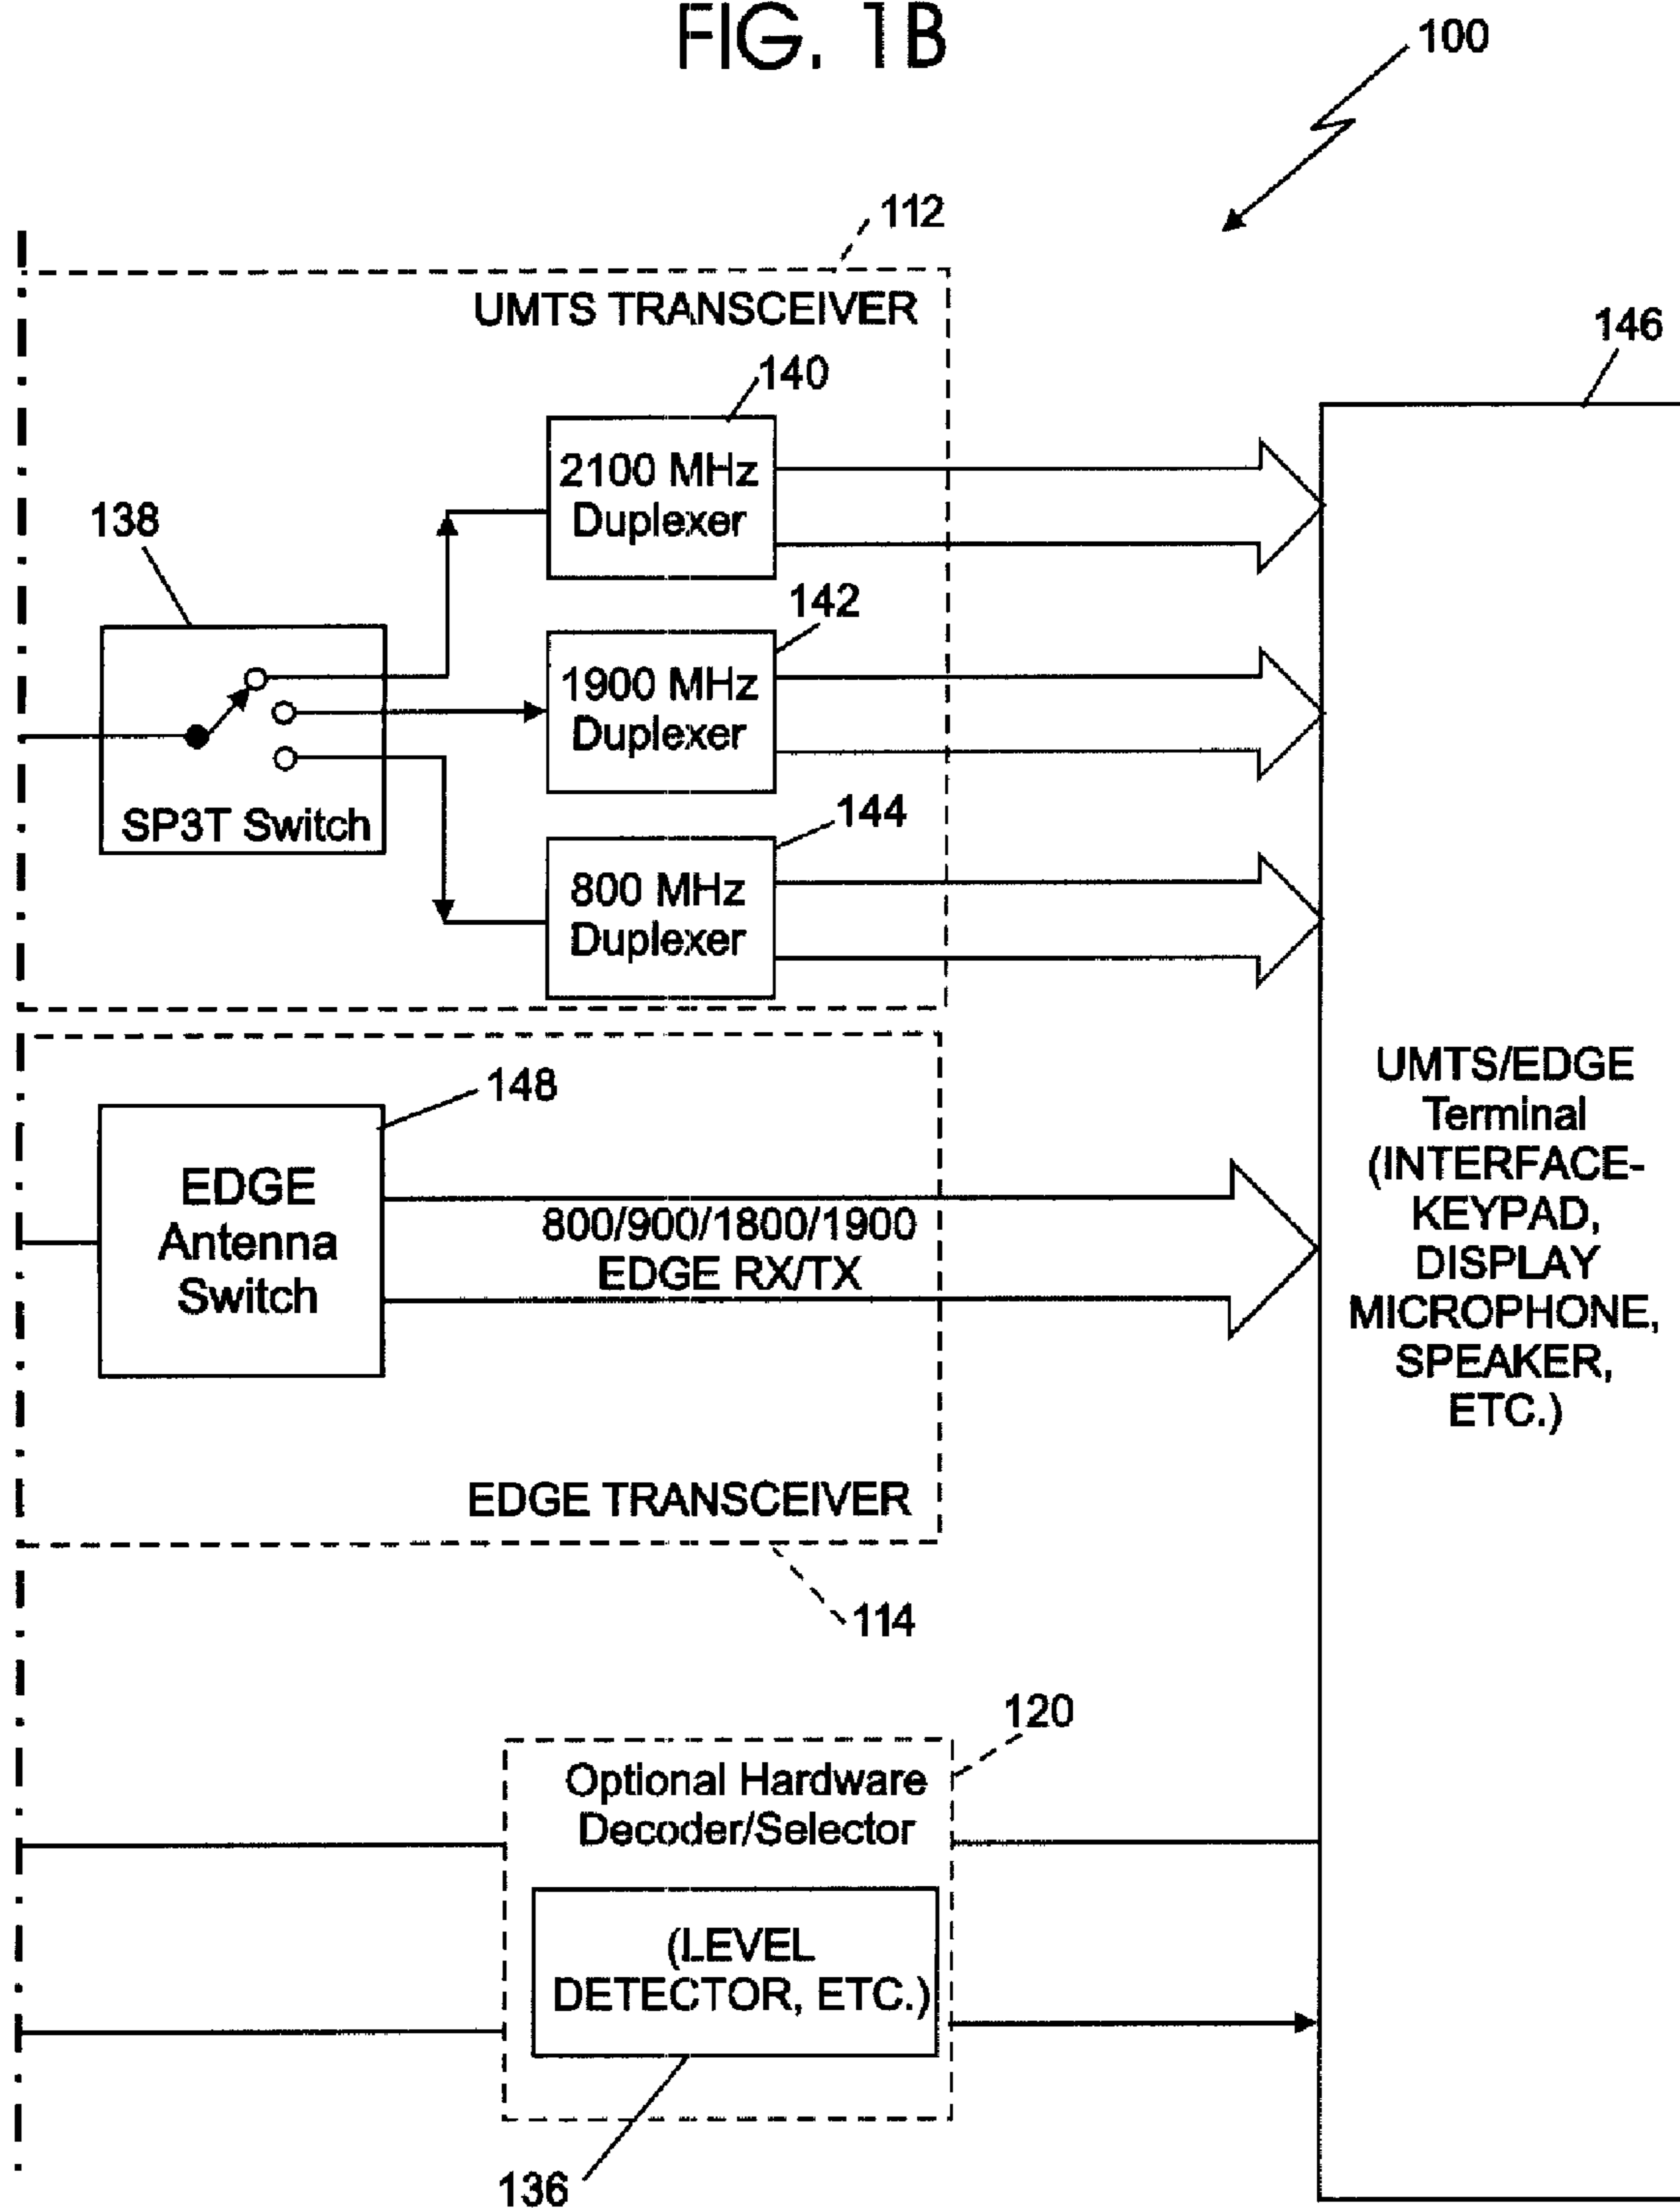 FIG. 1B
100
112
UMTS TRANSCEIVER
146
140
2100 MHz
Duplexer
138
142
1900 MHz
Duplexer
SP3T Switch
144
800 MHz
Duplexer
148
EDGE
Antenna
Switch
800/900/1800/1900
EDGE RX/TX
UMTS/EDGE
Terminal
(INTERFACE-
KEYPAD,
DISPLAY
MICROPHONE,
SPEAKER,
ETC.)
EDGE TRANSCEIVER
114
120
Optional Hardware
Decoder/Selector
(LEVEL
DETECTOR, ETC.)
136